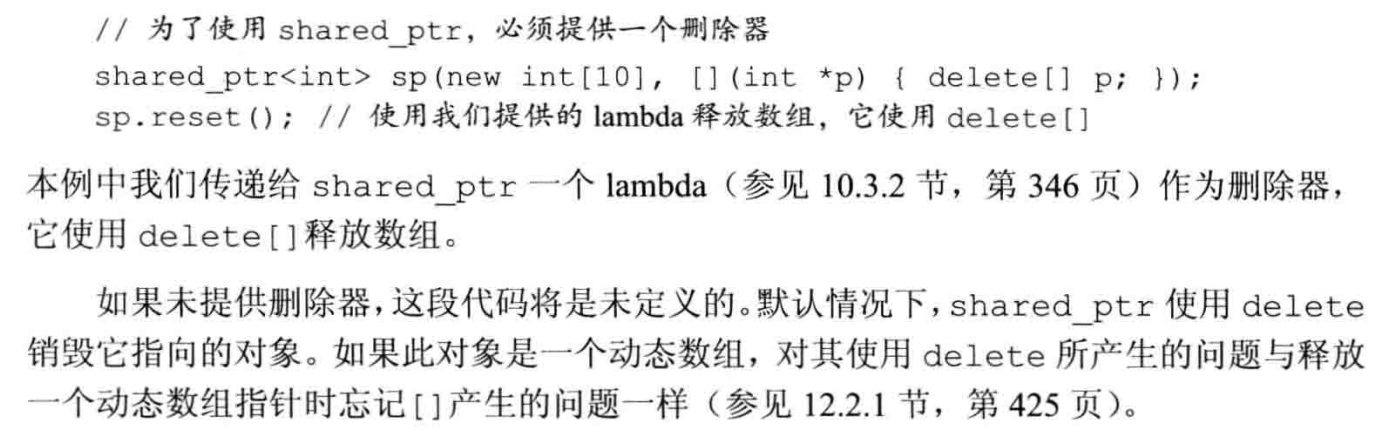 // 为了使用 shared_ptr，必须提供一个删除器
shared_ptr<int> sp(new int[10], [](int *p) { delete[] p; });
sp.reset(); // 使用我们提供的 lambda 释放数组，它使用 delete[]
本例中我们传递给 shared_ptr 一个 lambda（参见 10.3.2 节，第 346 页）作为删除器，
它使用 delete[]释放数组。
如果未提供删除器，这段代码将是未定义的。默认情况下，shared_ptr 使用 delete
销毁它指向的对象。如果此对象是一个动态数组，对其使用 delete 所产生的问题与释放
一个动态数组指针时忘记[]产生的问题一样（参见 12.2.1 节，第 425 页）。